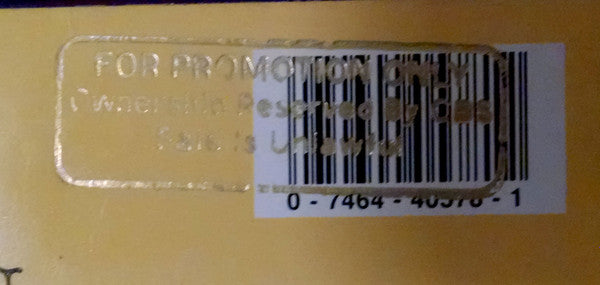 FOR PROMOTION ONLY
Ownership Reserved By CBS
Sale is Unlawful
0 - 7464 - 40578 - 1